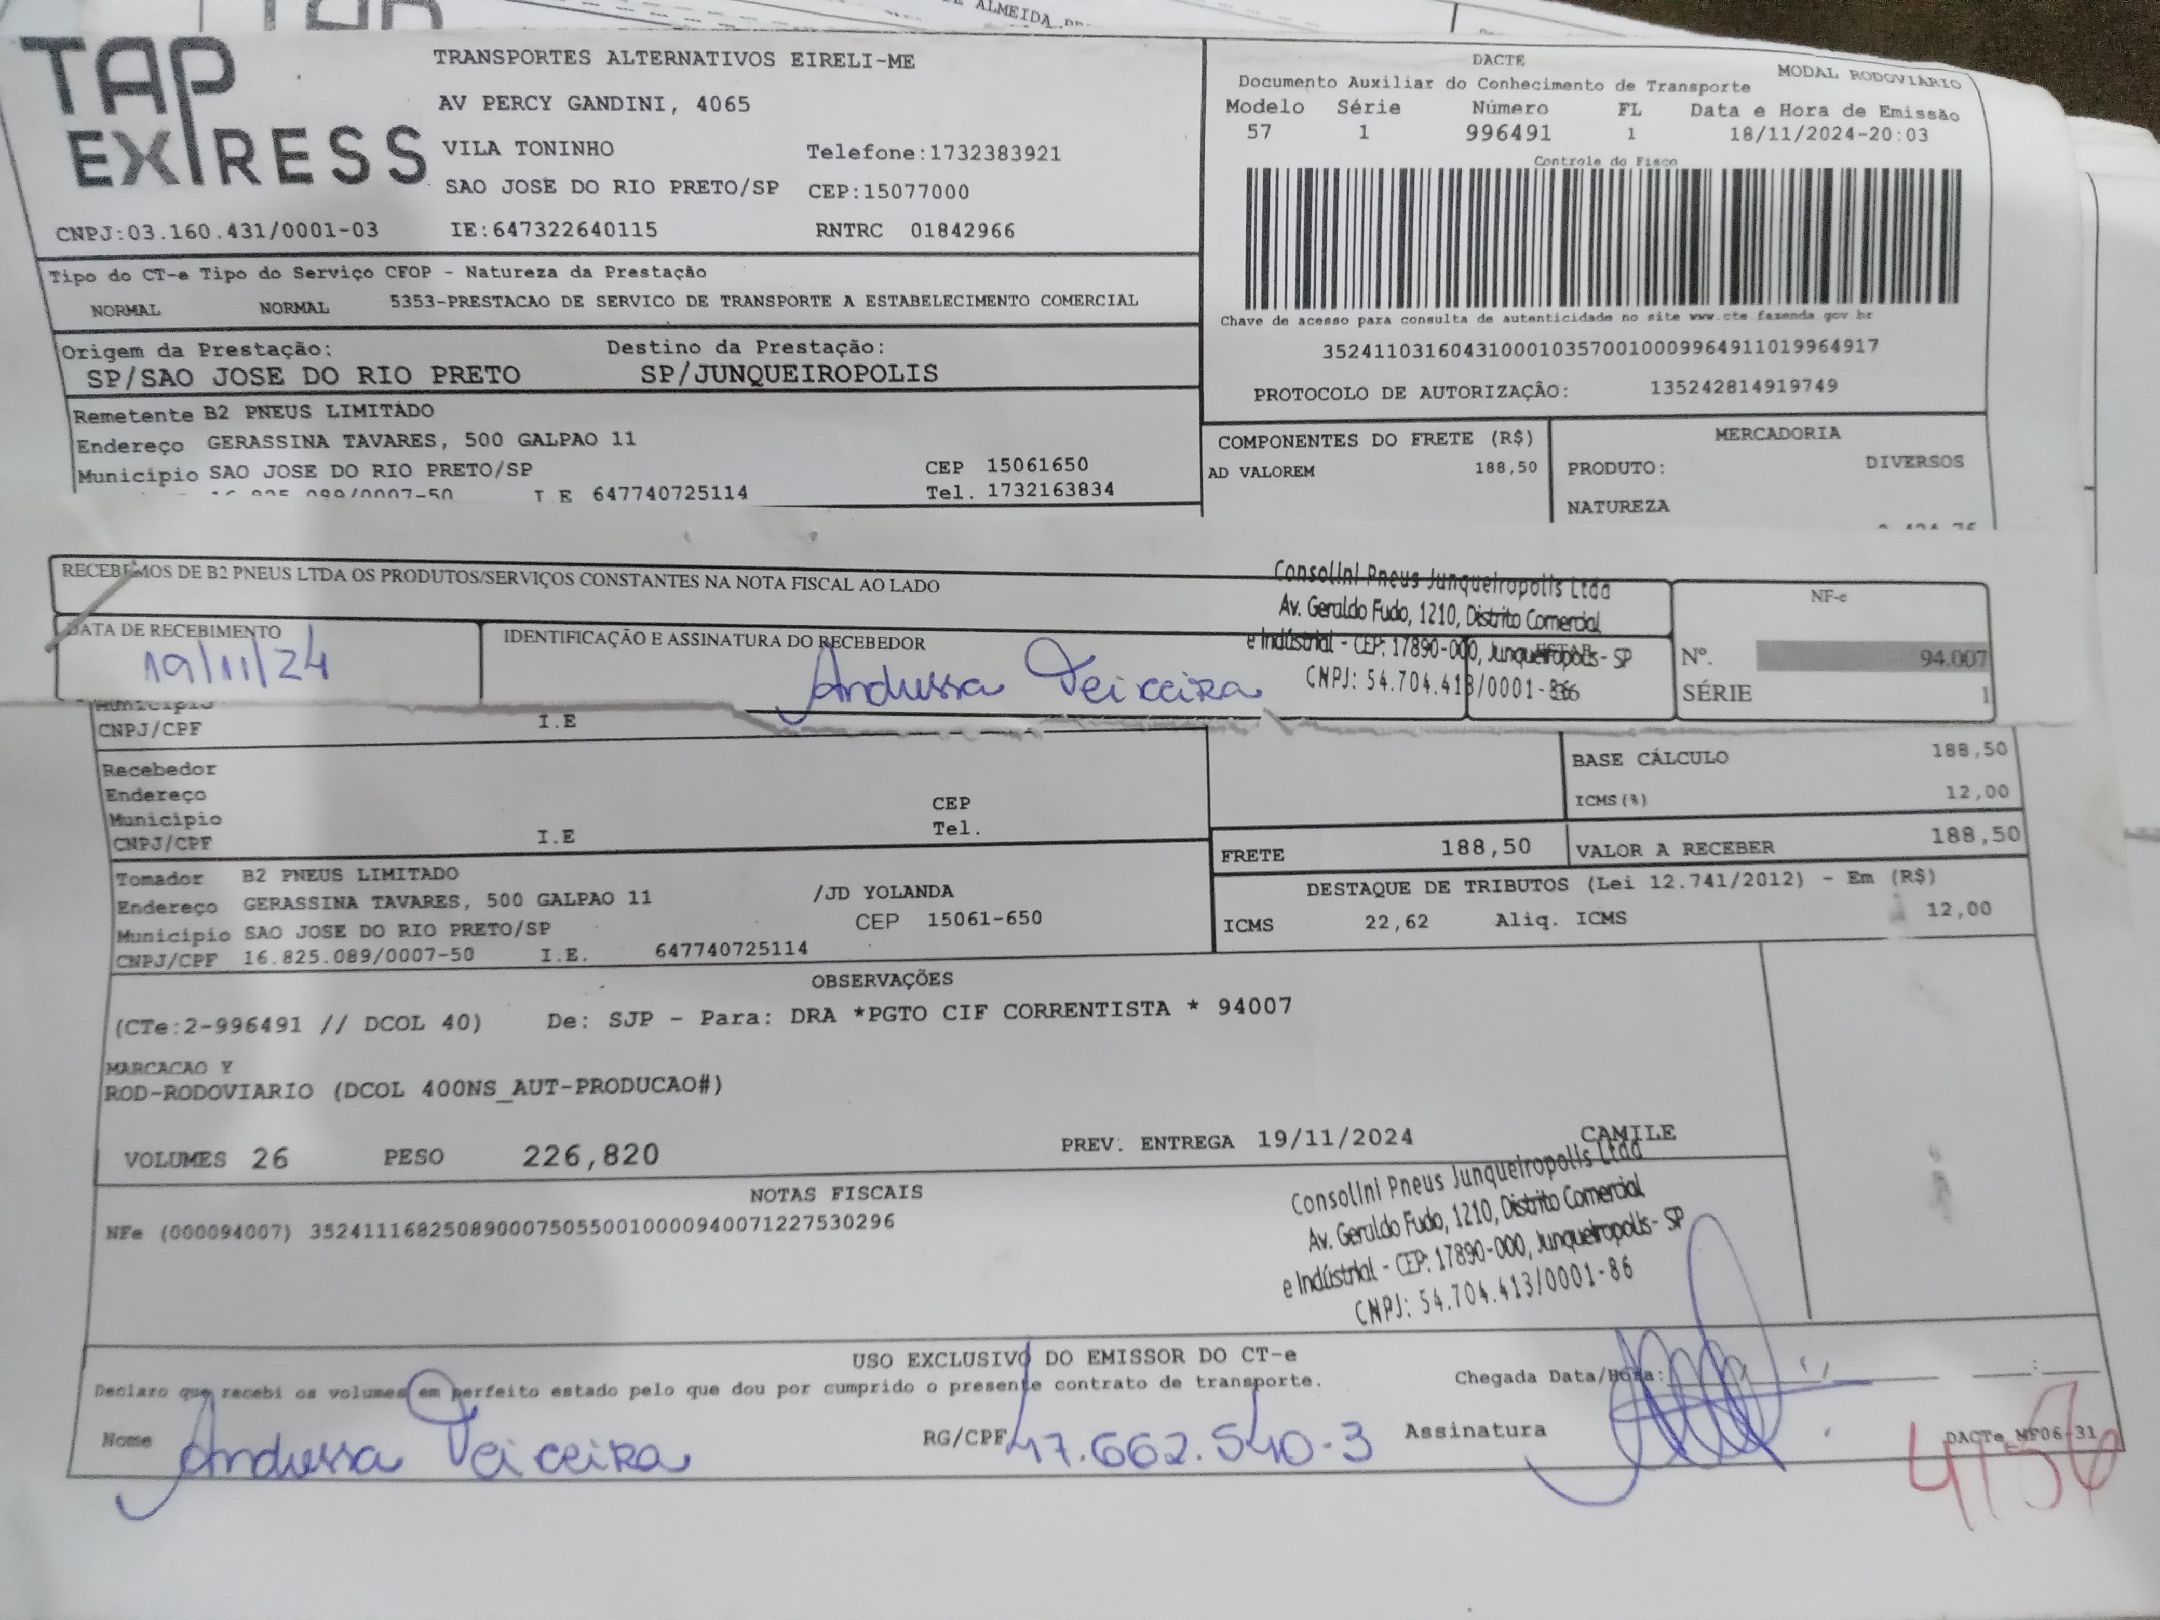 ALMEIDA
TAP EXPRESS
TRANSPORTES ALTERNATIVOS EIRELI-ME
AV PERCY GANDINI, 4065
VILA TONINHO Telefone:1732383921
SAO JOSE DO RIO PRETO/SP CEP:15077000
CNPJ:03.160.431/0001-03 IE:647322640115 RNTRC 01842966
DACTE
Documento Auxiliar do Conhecimento de Transporte
MODAL RODOVIÁRIO
Modelo Série Número FL Data e Hora de Emissão
57 1 996491 1 18/11/2024-20:03
Controle do Fisco
Chave de acesso para consulta de autenticidade no site www.cte fazenda gov br
35241103160431000103570010009964911019964917
PROTOCOLO DE AUTORIZAÇÃO: 135242814919749
Tipo do CT-e Tipo do Serviço CFOP - Natureza da Prestação
NORMAL NORMAL 5353-PRESTACAO DE SERVICO DE TRANSPORTE A ESTABELECIMENTO COMERCIAL
Origem da Prestação: Destino da Prestação:
SP/SAO JOSE DO RIO PRETO SP/JUNQUEIROPOLIS
Remetente B2 PNEUS LIMITADO
Endereço GERASSINA TAVARES, 500 GALPAO 11
Município SAO JOSE DO RIO PRETO/SP CEP 15061650
16.825.089/0007-50 I.E 647740725114 Tel. 1732163834
COMPONENTES DO FRETE (R$)
AD VALOREM 188,50
MERCADORIA
PRODUTO: DIVERSOS
NATUREZA
RECEBEMOS DE B2 PNEUS LTDA OS PRODUTOS/SERVIÇOS CONSTANTES NA NOTA FISCAL AO LADO
DATA DE RECEBIMENTO
19/11/24
IDENTIFICAÇÃO E ASSINATURA DO RECEBEDOR
Andressa Teixeira
Consolini Pneus Junqueiropolis Ltda
Av. Geraldo Fudo, 1210, Distrito Comercial
e Indústrial - CEP: 17890-000, Junqueiropolis - SP
CNPJ: 54.704.413/0001-86
NF-e
Nº. 94.007
SÉRIE 1
Município
CNPJ/CPF I.E
Recebedor
Endereço CEP
Município Tel.
CNPJ/CPF I.E
BASE CÁLCULO 188,50
ICMS(%) 12,00
FRETE 188,50 VALOR A RECEBER 188,50
Tomador B2 PNEUS LIMITADO
Endereço GERASSINA TAVARES, 500 GALPAO 11 /JD YOLANDA
Município SAO JOSE DO RIO PRETO/SP CEP 15061-650
CNPJ/CPF 16.825.089/0007-50 I.E. 647740725114
DESTAQUE DE TRIBUTOS (Lei 12.741/2012) - Em (R$)
ICMS 22,62 Aliq. ICMS 12,00
OBSERVAÇÕES
(CTe:2-996491 // DCOL 40) De: SJP - Para: DRA *PGTO CIF CORRENTISTA * 94007
MARCACAO Y
ROD-RODOVIARIO (DCOL 400NS_AUT-PRODUCAO#)
VOLUMES 26 PESO 226,820 PREV. ENTREGA 19/11/2024 CAMILE
NOTAS FISCAIS
NFe (000094007) 35241116825089000750550010000940071227530296
Consolini Pneus Junqueiropolis Ltda
Av. Geraldo Fudo, 1210, Distrito Comercial
e Indústrial - CEP: 17890-000, Junqueiropolis - SP
CNPJ: 54.704.413/0001-86
USO EXCLUSIVO DO EMISSOR DO CT-e
Declaro que recebi os volumes em perfeito estado pelo que dou por cumprido o presente contrato de transporte. Chegada Data/Hora:
Nome Andressa Teixeira RG/CPF 47.662.540-3 Assinatura
DACTe_MF06-31